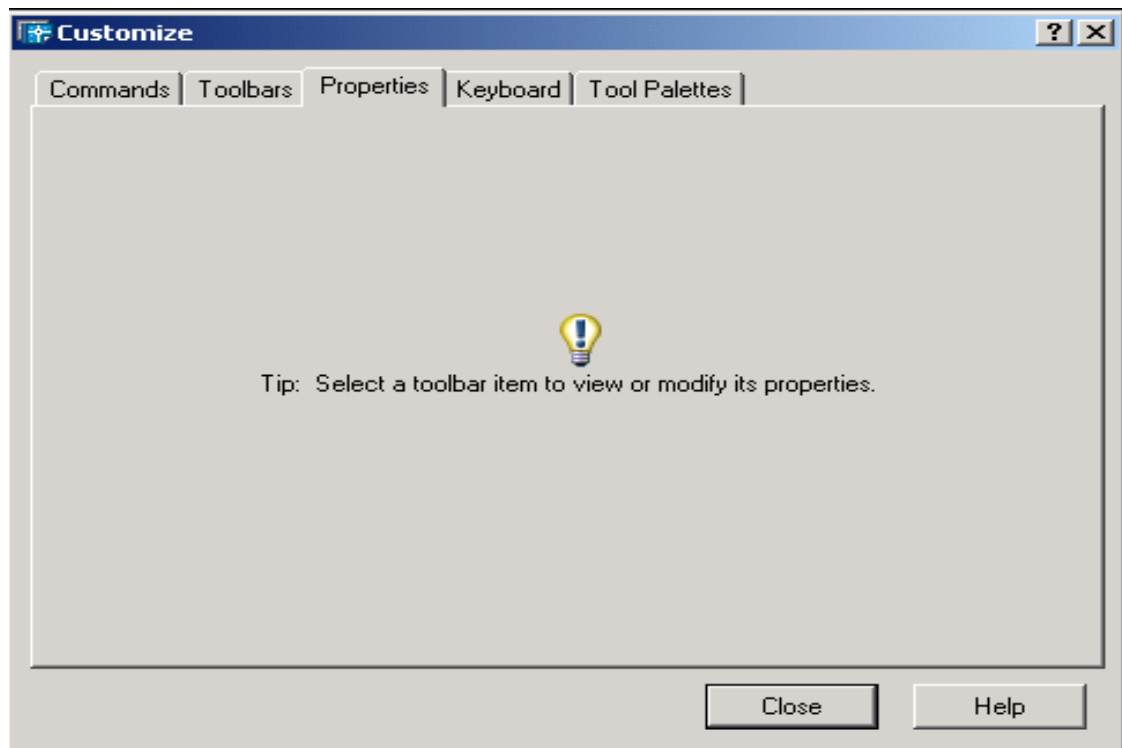 Customize
Commands Toolbars Properties Keyboard Tool Palettes
Tip: Select a toolbar item to view or modify its properties.
Close Help